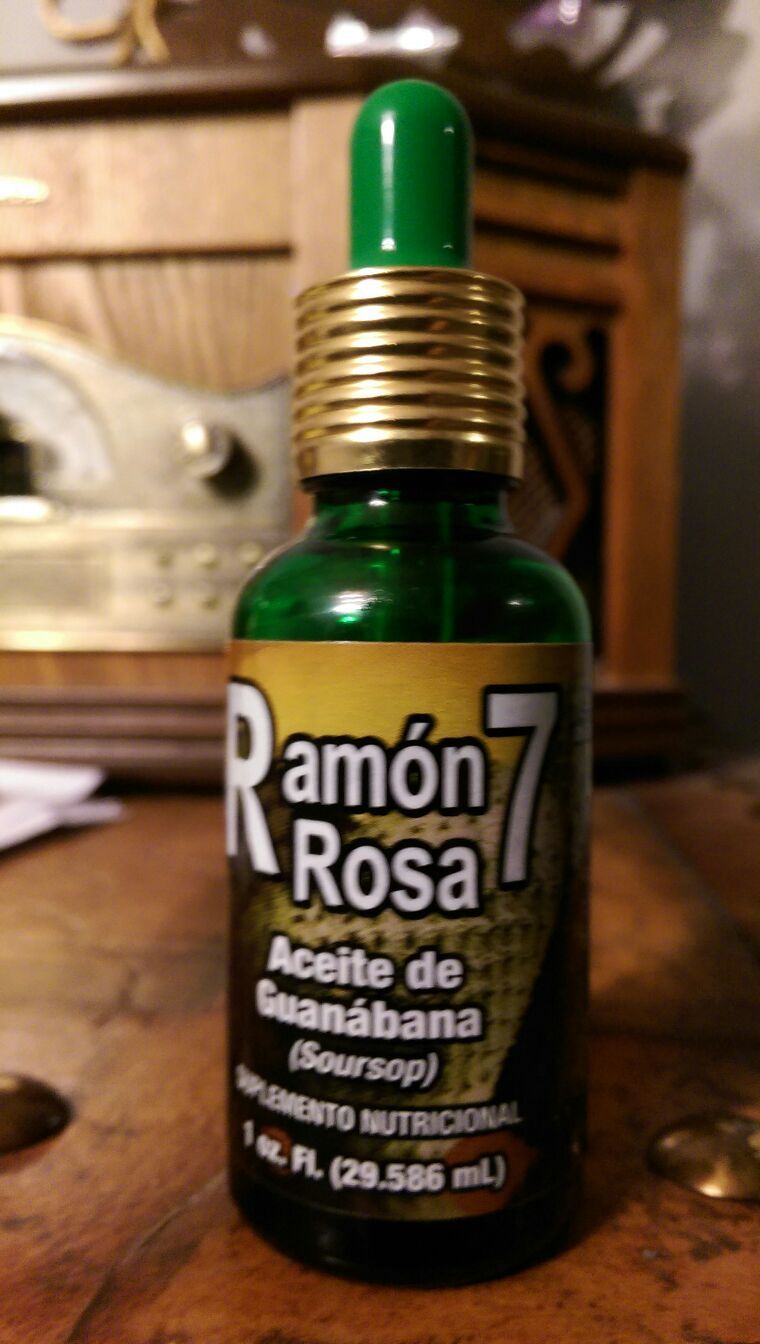 Ramón 7
Rosa
Aceite de
Guanábana
(Soursop)
SUPLEMENTO NUTRICIONAL
1 oz. Fl. (29.586 mL)